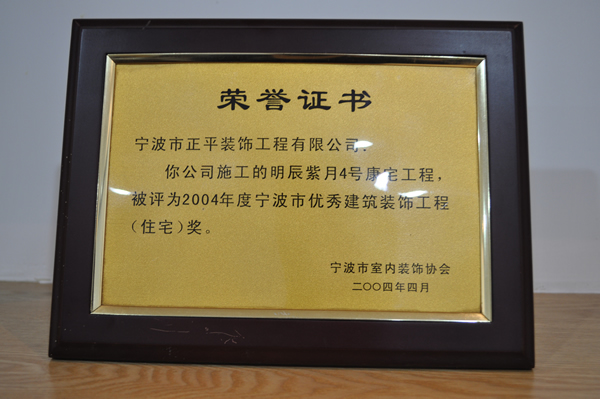 荣誉证书
宁波市正平装饰工程有限公司:
你公司施工的明辰紫月4号康宅工程,
被评为2004年度宁波市优秀建筑装饰工程
(住宅)奖。
宁波市室内装饰协会
二〇〇四年四月